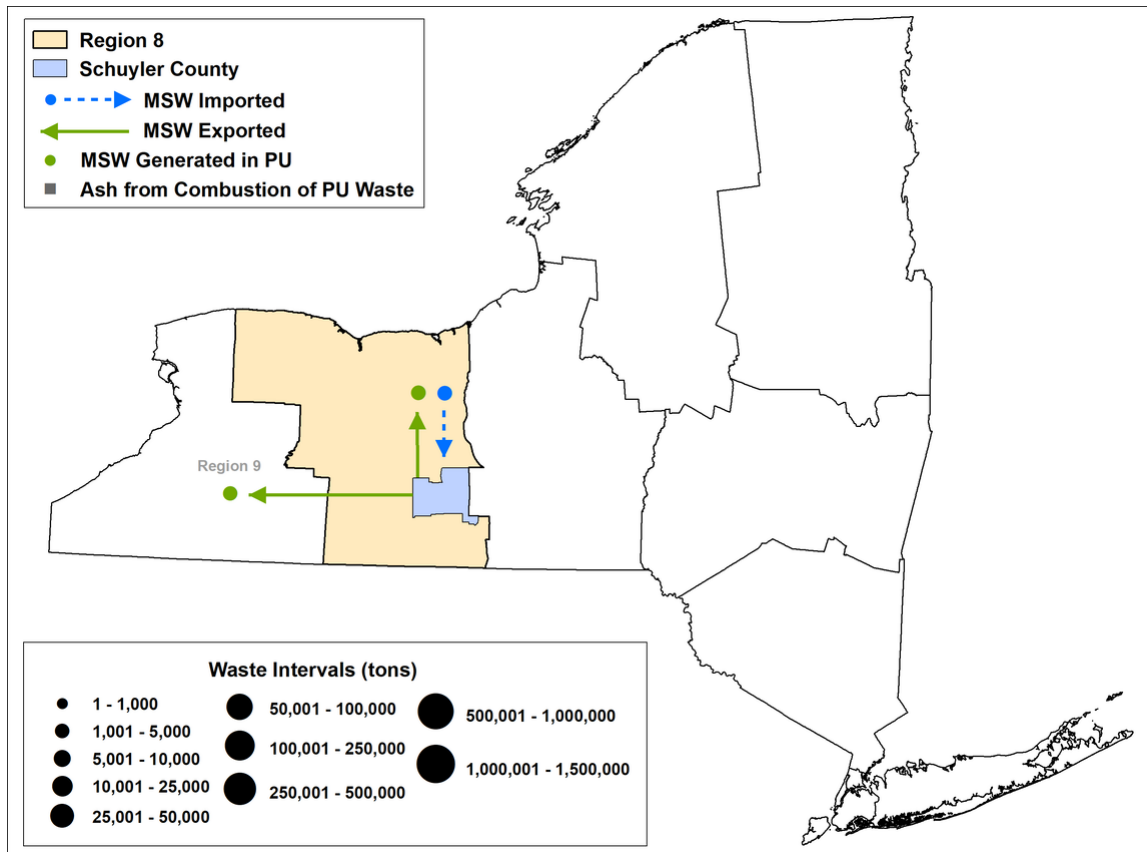 Region 8
Schuyler County
MSW Imported
MSW Exported
MSW Generated in PU
Ash from Combustion of PU Waste
Region 9
Waste Intervals (tons)
1 - 1,000
1,001 - 5,000
5,001 - 10,000
10,001 - 25,000
25,001 - 50,000
50,001 - 100,000
100,001 - 250,000
250,001 - 500,000
500,001 - 1,000,000
1,000,001 - 1,500,000